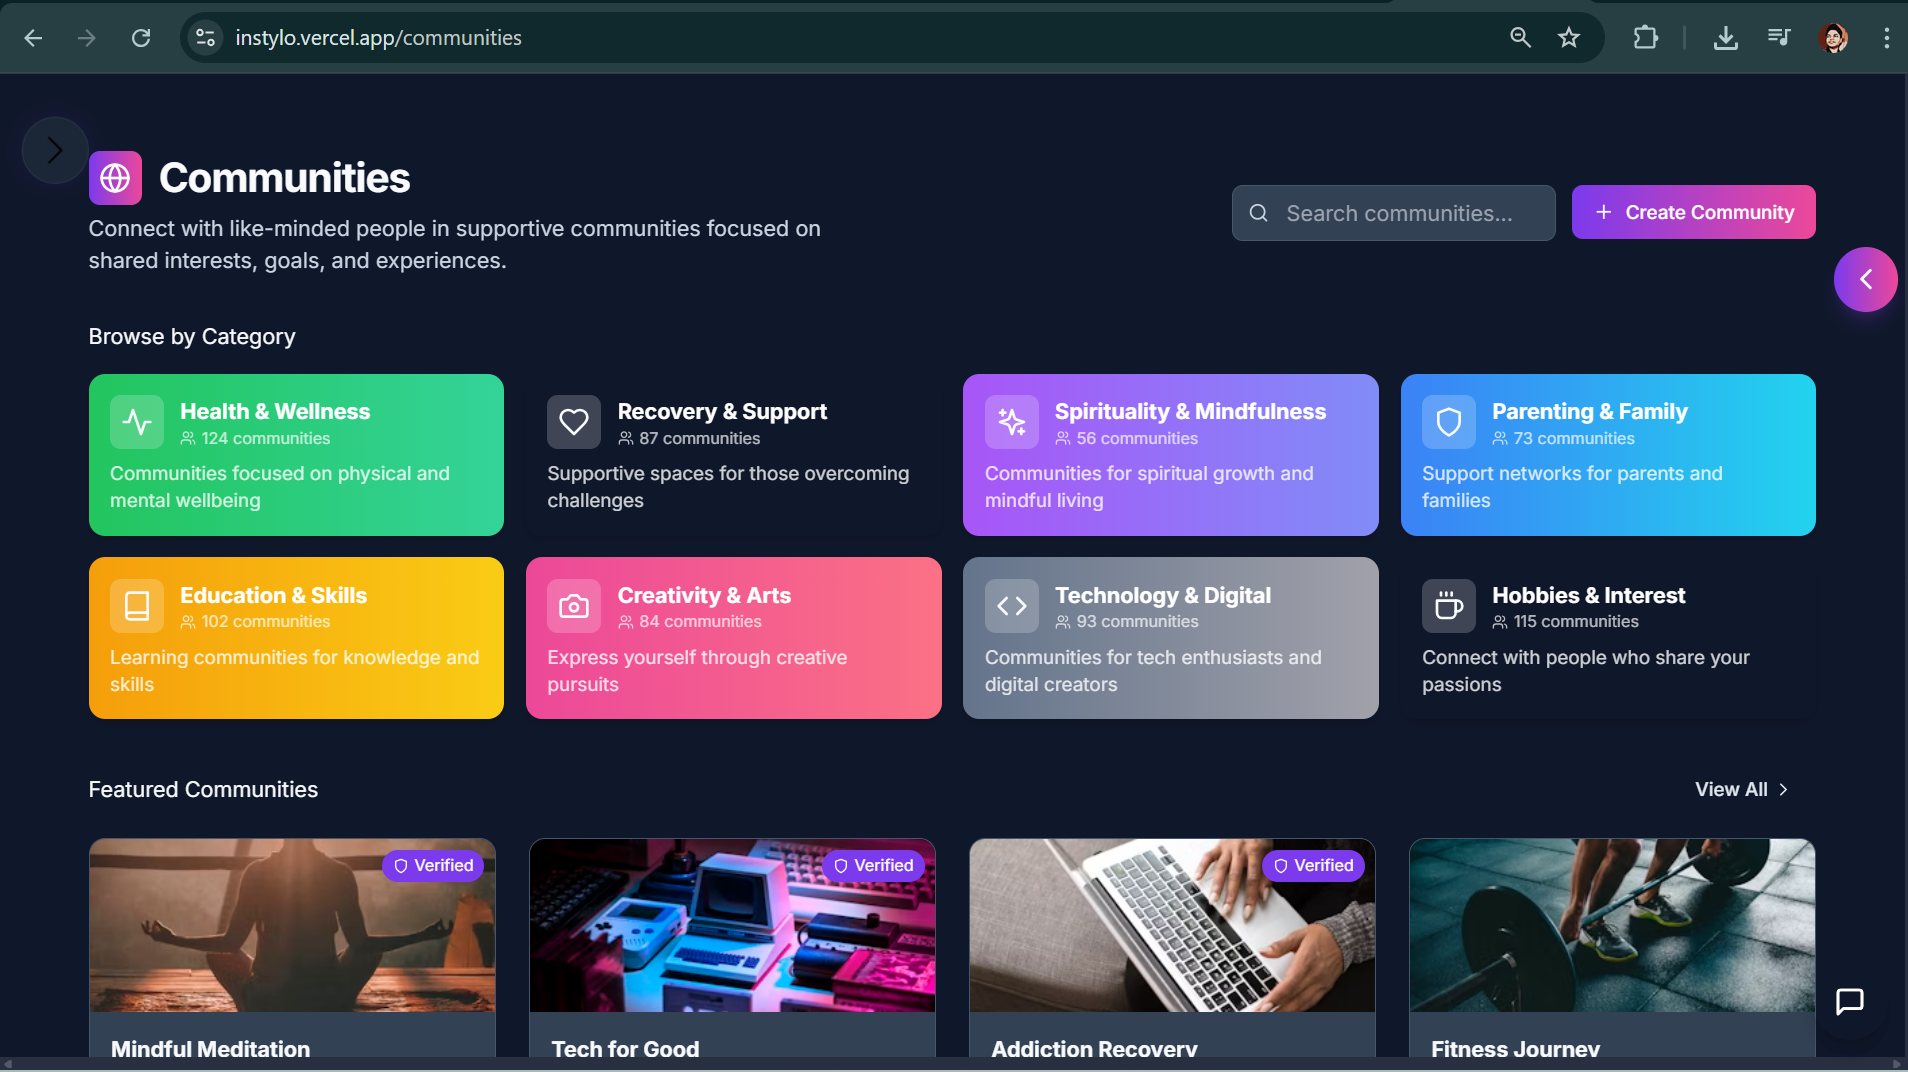 instylo.vercel.app/communities
Communities
Connect with like-minded people in supportive communities focused on
shared interests, goals, and experiences.
Search communities...
Create Community
Browse by Category
Health & Wellness
124 communities
Communities focused on physical and
mental wellbeing
Recovery & Support
87 communities
Supportive spaces for those overcoming
challenges
Spirituality & Mindfulness
56 communities
Communities for spiritual growth and
mindful living
Parenting & Family
73 communities
Support networks for parents and
families
Education & Skills
102 communities
Learning communities for knowledge and
skills
Creativity & Arts
84 communities
Express yourself through creative
pursuits
Technology & Digital
93 communities
Communities for tech enthusiasts and
digital creators
Hobbies & Interest
115 communities
Connect with people who share your
passions
Featured Communities
View All
Verified
Mindful Meditation
Verified
Tech for Good
Verified
Addiction Recovery
Fitness Journey